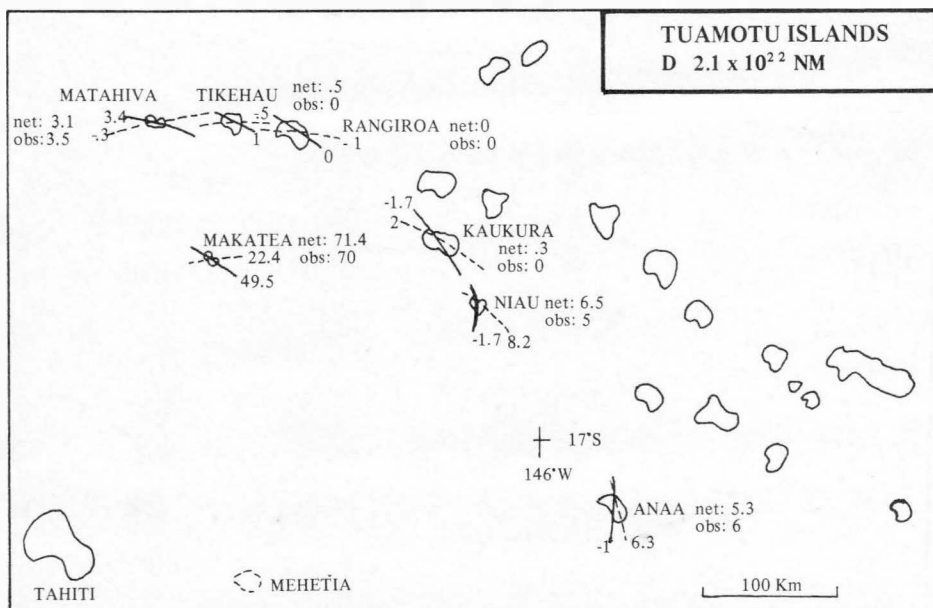 TUAMOTU ISLANDS
D 2.1 x 10²² NM
MATAHIVA
TIKEHAU
net: .5
obs: 0
net: 3.1
obs: 3.5
3.4
-.3
-.5
1
RANGIROA
net:0
obs: 0
-.1
0
MAKATEA
net: 71.4
obs: 70
22.4
49.5
-1.7
2
KAUKURA
net: .3
obs: 0
NIAU
net: 6.5
obs: 5
-1.7
8.2
17°S
146°W
ANAA
net: 5.3
obs: 6
-1
6.3
TAHITI
MEHETIA
100 Km